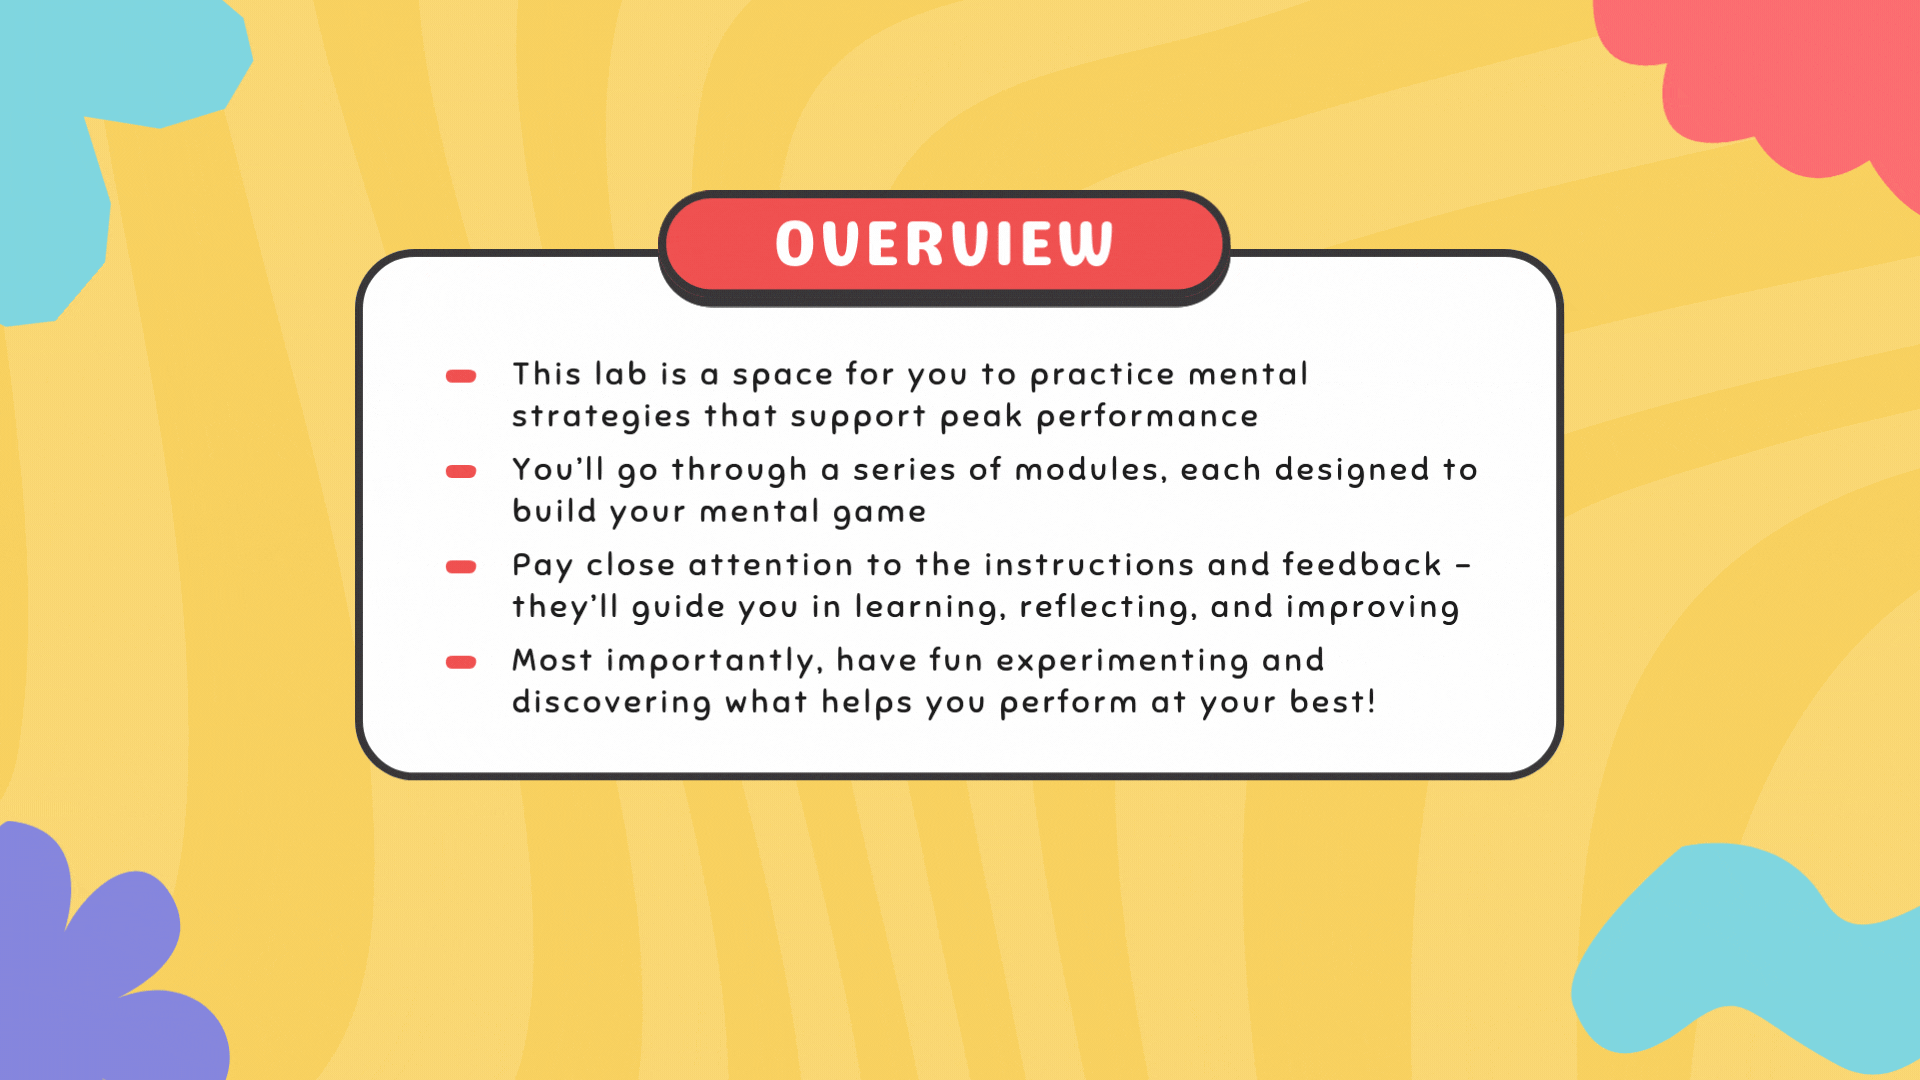 OVERVIEW
This lab is a space for you to practice mental
strategies that support peak performance
You’ll go through a series of modules, each designed to
build your mental game
Pay close attention to the instructions and feedback –
they’ll guide you in learning, reflecting, and improving
Most importantly, have fun experimenting and
discovering what helps you perform at your best!